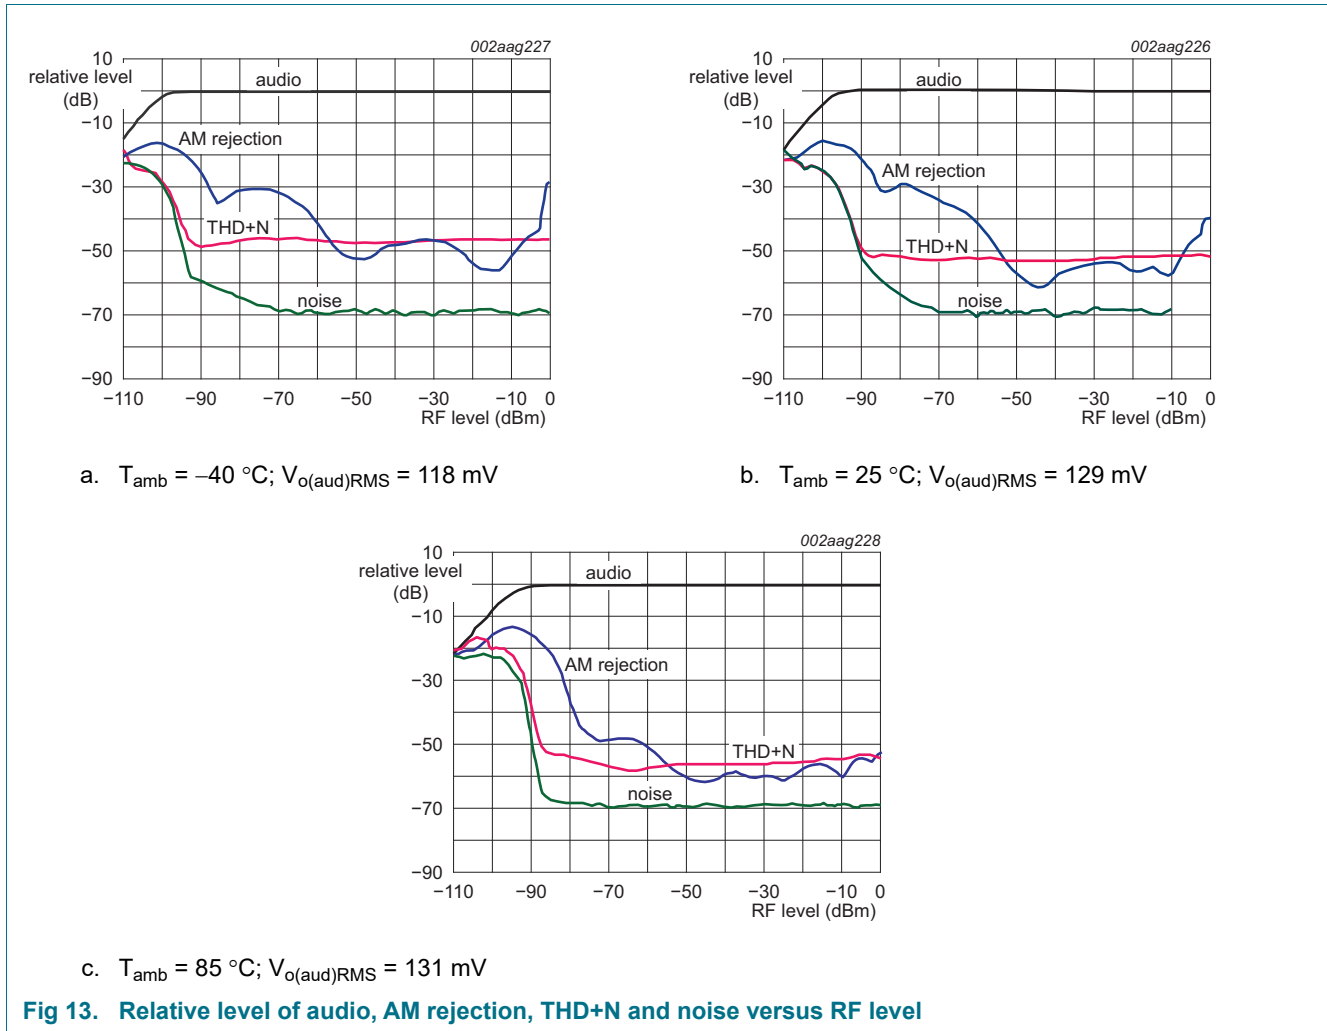 002aag227
10
relative level
(dB)
audio
−10
AM rejection
−30
THD+N
−50
noise
−70
−90
−110 −90 −70 −50 −30 −10 0
RF level (dBm)
a. Tamb = −40 °C; Vo(aud)RMS = 118 mV
002aag226
10
relative level
(dB)
audio
−10
AM rejection
−30
THD+N
−50
noise
−70
−90
−110 −90 −70 −50 −30 −10 0
RF level (dBm)
b. Tamb = 25 °C; Vo(aud)RMS = 129 mV
002aag228
10
relative level
(dB)
audio
−10
AM rejection
−30
−50
THD+N
noise
−70
−90
−110 −90 −70 −50 −30 −10 0
RF level (dBm)
c. Tamb = 85 °C; Vo(aud)RMS = 131 mV
Fig 13. Relative level of audio, AM rejection, THD+N and noise versus RF level